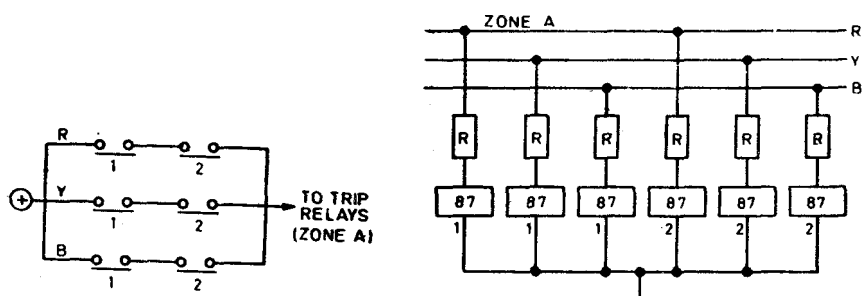 ZONE A
R
Y
B
R R R R R R
87 87 87 87 87 87
1 1 1 2 2 2
R
1 2
Y
1 2
B
1 2
+
TO TRIP
RELAYS
(ZONE A)